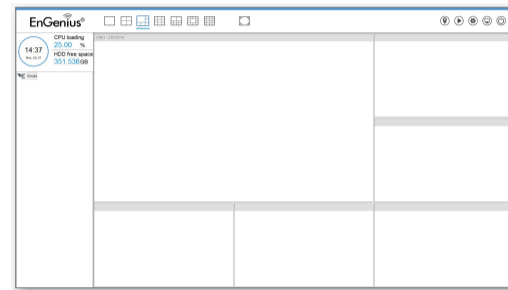 EnGenius®
14:37
CPU loading
25.00 %
HDD free space
351.536GB